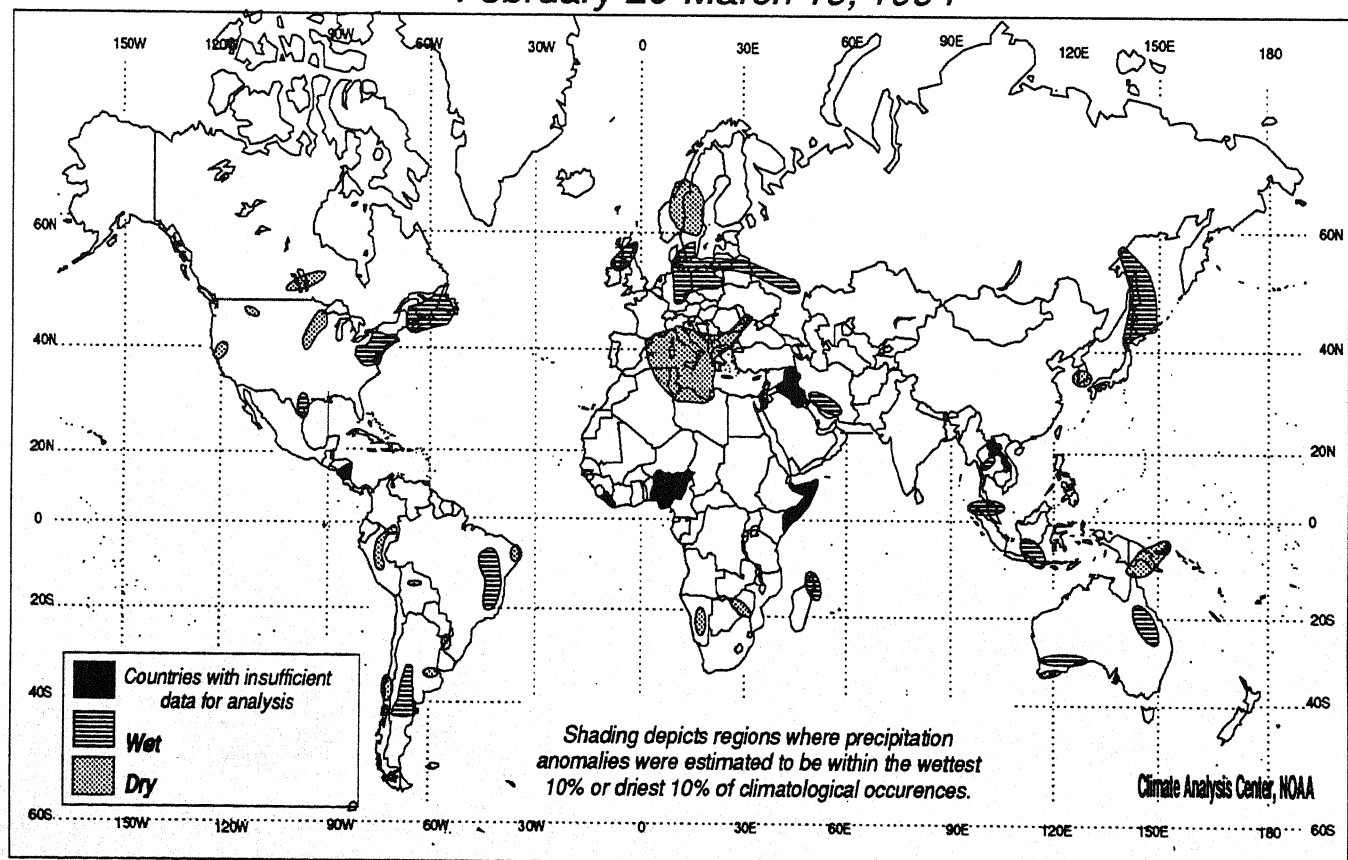 150W 120W 90W 60W 30W 0 30E 60E 90E 120E 150E 180
60N 60N
40N 40N
20N 20N
0 0
20S 20S
40S 40S
Countries with insufficient
data for analysis
Wet
Dry
Shading depicts regions where precipitation
anomalies were estimated to be within the wettest
10% or driest 10% of climatological occurences.
Climate Analysis Center, NOAA
60S 60S
150W 120W 90W 60W 30W 0 30E 60E 90E 120E 150E 180